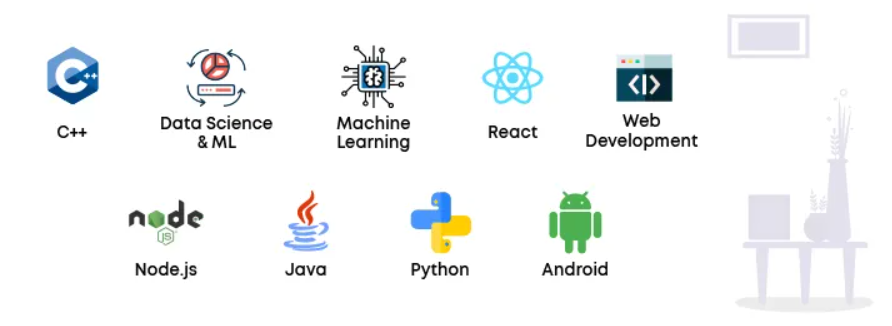 C++
Data Science
& ML
Machine
Learning
React
Web
Development
node
JS
Node.js
Java
Python
Android